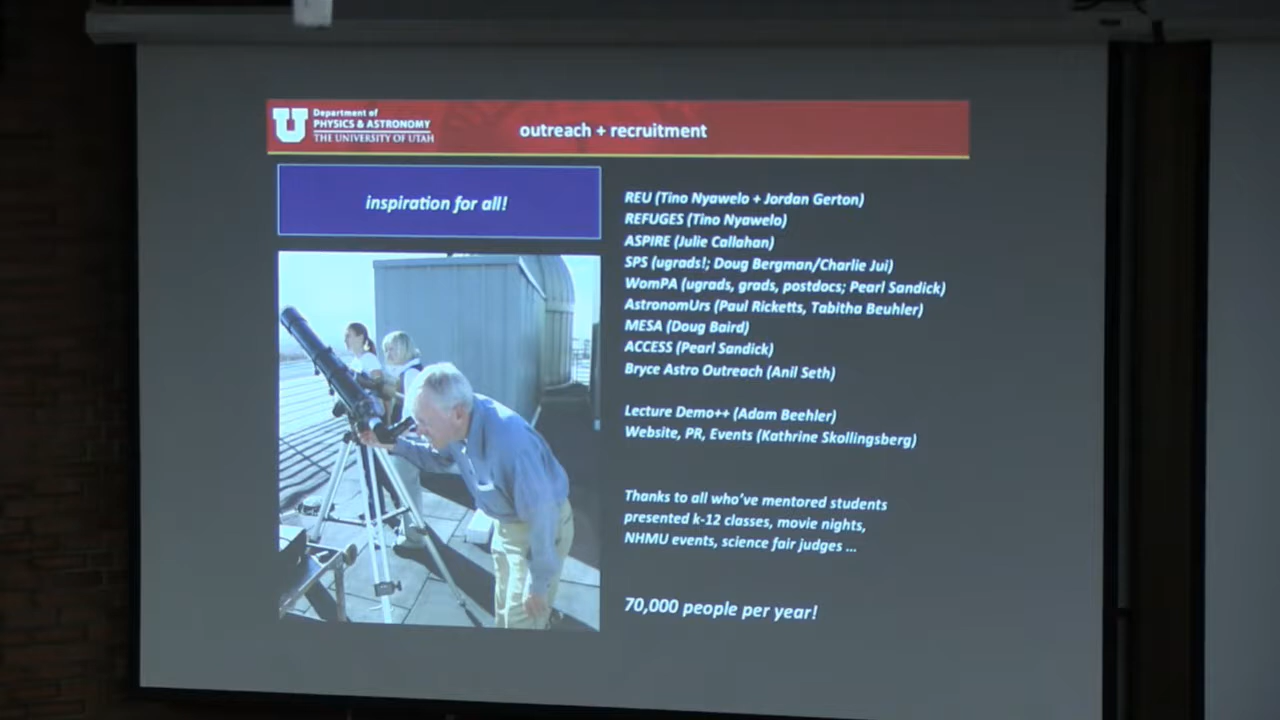 Department of
PHYSICS & ASTRONOMY
THE UNIVERSITY OF UTAH
outreach + recruitment
inspiration for all!
REU (Tino Nyawelo + Jordan Gerton)
REFUGES (Tino Nyawelo)
ASPIRE (Julie Callahan)
SPS (ugrads!; Doug Bergman/Charlie Jui)
WomPA (ugrads, grads, postdocs; Pearl Sandick)
AstronomUrs (Paul Ricketts, Tabitha Beuhler)
MESA (Doug Baird)
ACCESS (Pearl Sandick)
Bryce Astro Outreach (Anil Seth)
Lecture Demo++ (Adam Beehler)
Website, PR, Events (Kathrine Skollingsberg)
Thanks to all who've mentored students
presented k-12 classes, movie nights,
NHMU events, science fair judges ...
70,000 people per year!